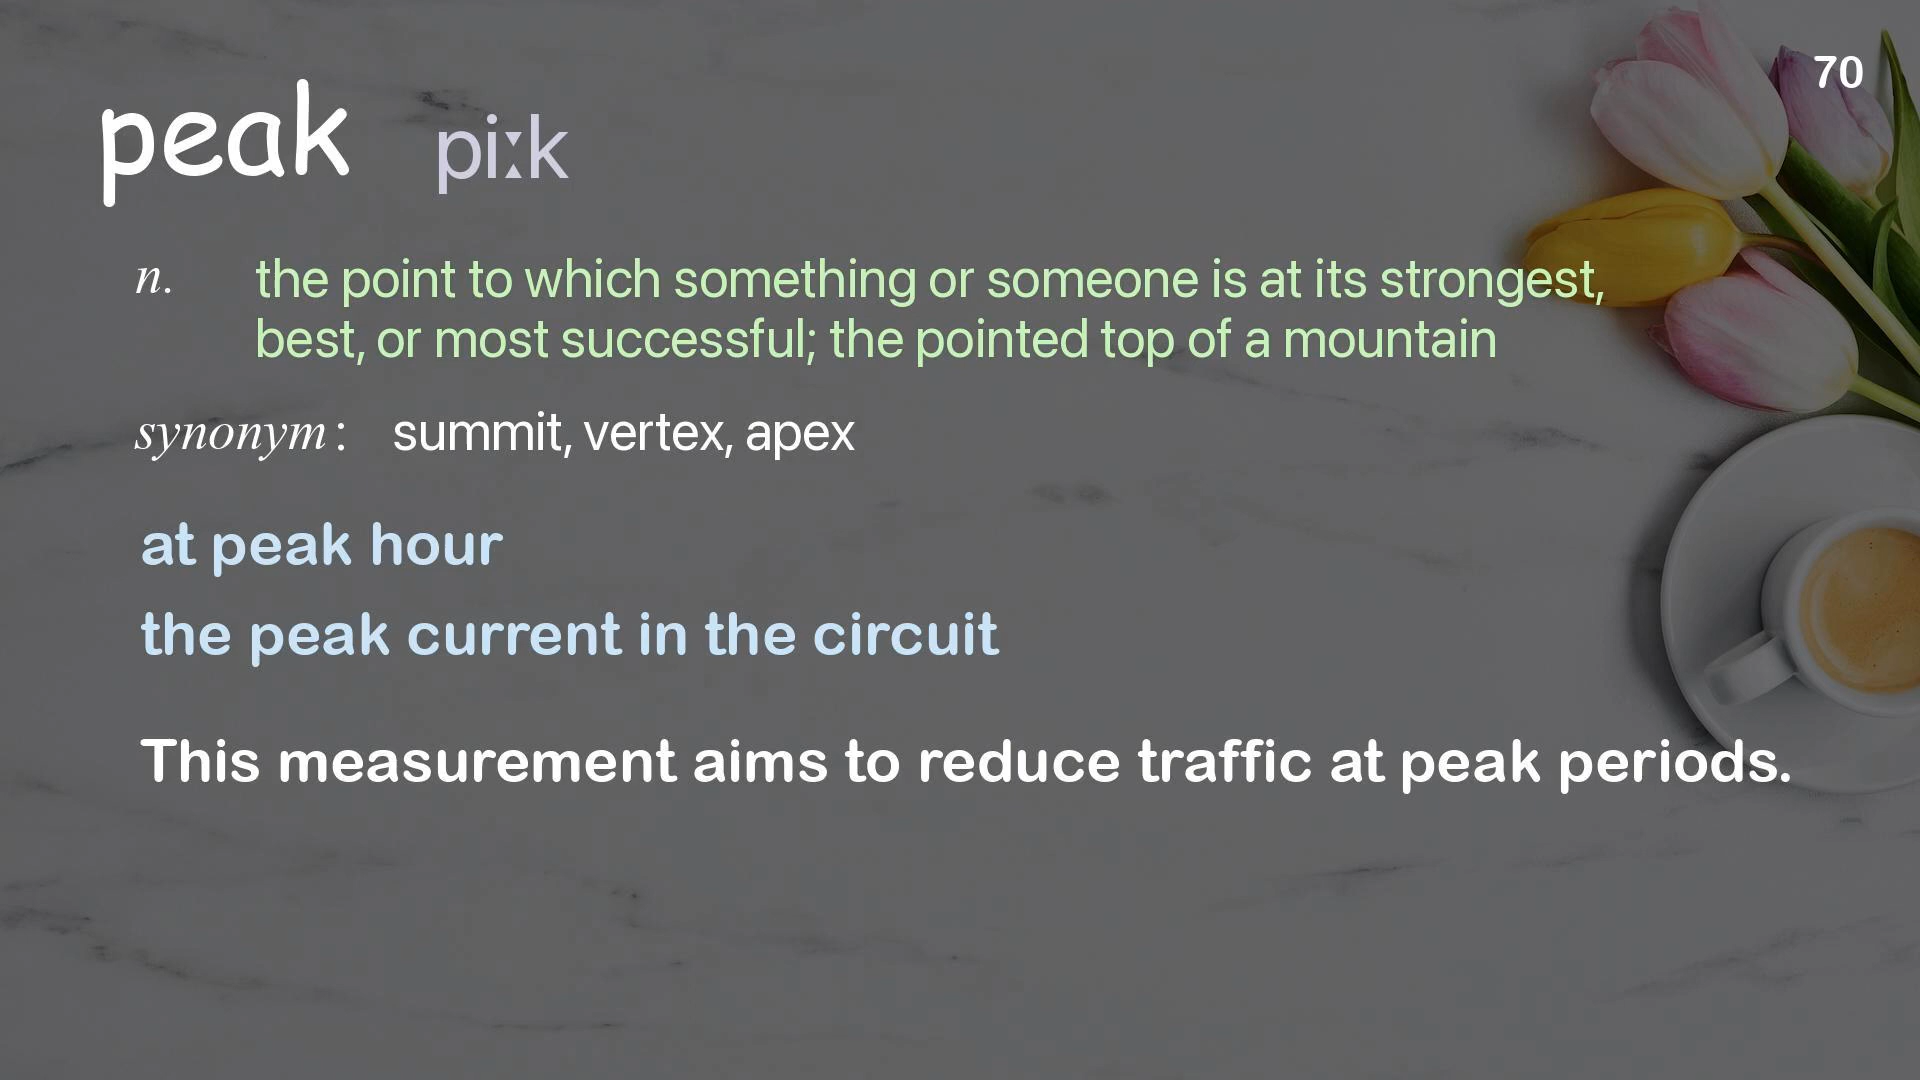 70
peak piːk
n. the point to which something or someone is at its strongest,
best, or most successful; the pointed top of a mountain
synonym: summit, vertex, apex
at peak hour
the peak current in the circuit
This measurement aims to reduce traffic at peak periods.